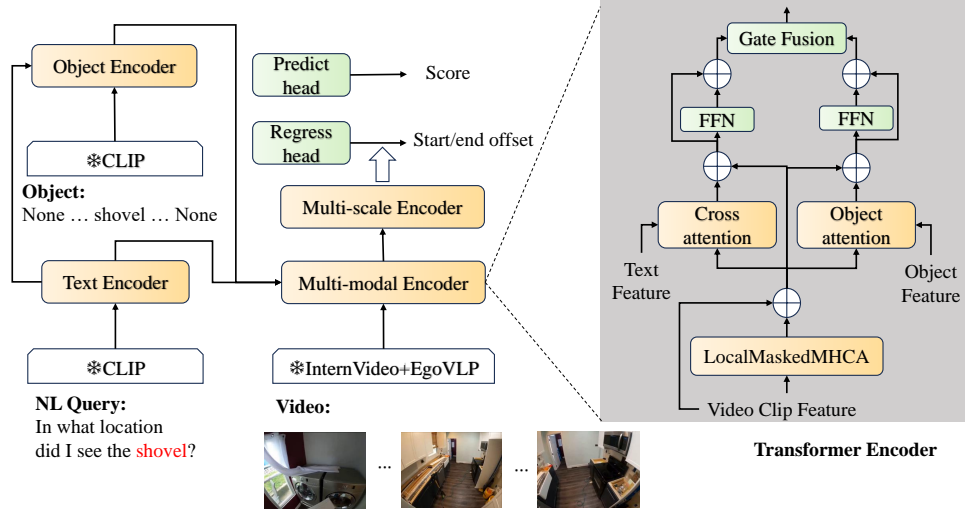 Object Encoder
❄CLIP
Object:
None … shovel … None
Text Encoder
❄CLIP
NL Query:
In what location
did I see the shovel?
Predict
head
Score
Regress
head
Start/end offset
Multi-scale Encoder
Multi-modal Encoder
❄InternVideo+EgoVLP
Video:
...
...
Gate Fusion
FFN
FFN
Cross
attention
Object
attention
Text
Feature
Object
Feature
LocalMaskedMHCA
Video Clip Feature
Transformer Encoder